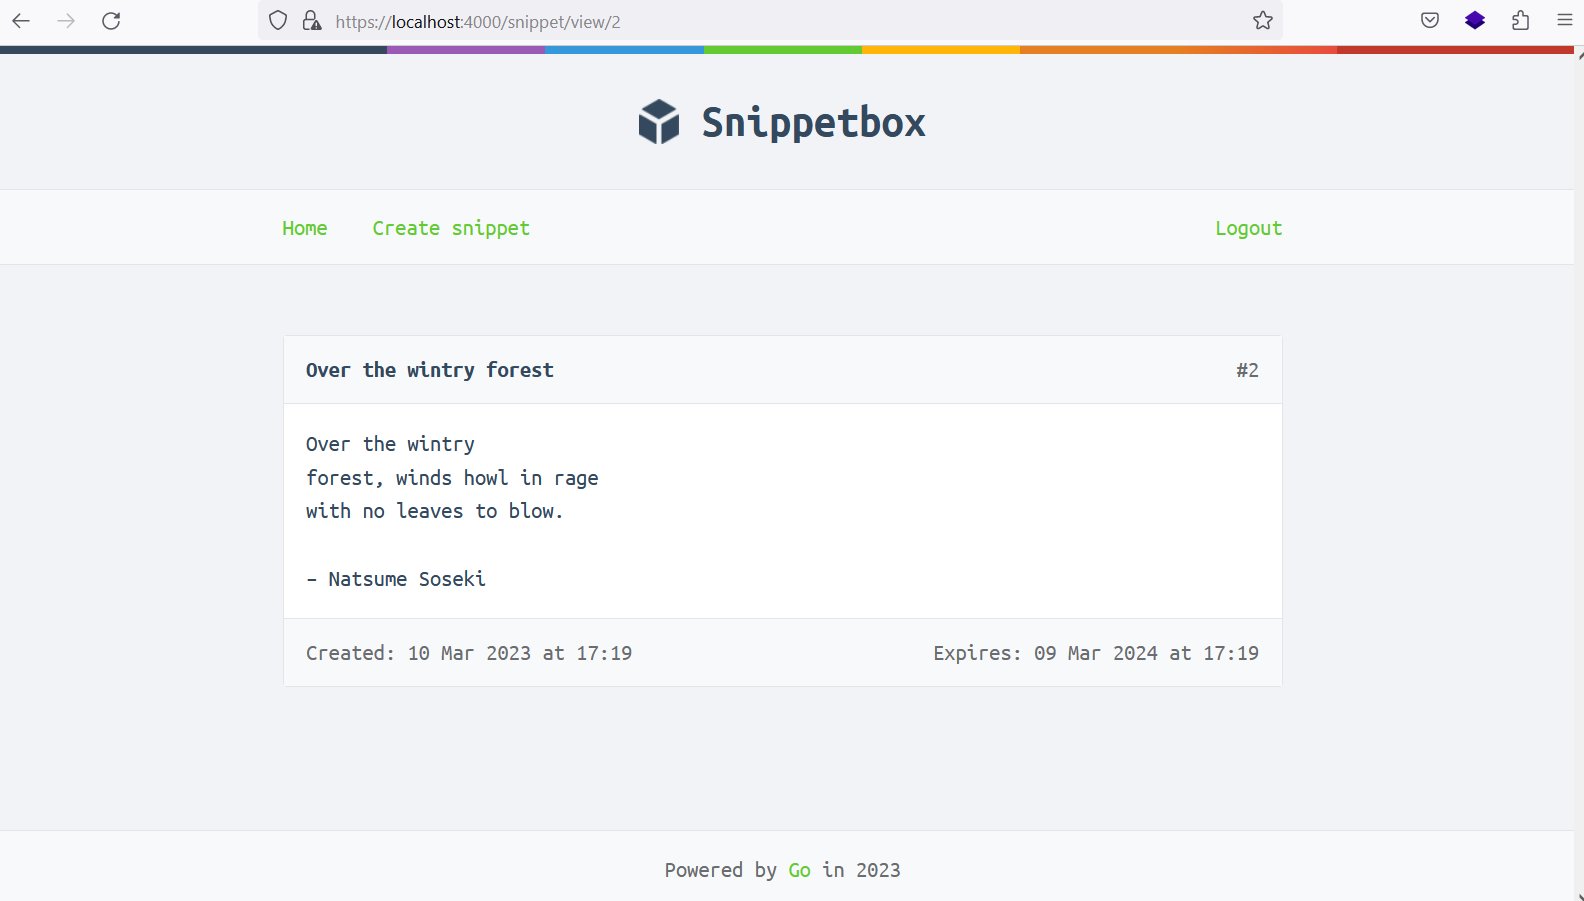 https://localhost:4000/snippet/view/2
Snippetbox
Home Create snippet Logout
Over the wintry forest #2
Over the wintry
forest, winds howl in rage
with no leaves to blow.
– Natsume Soseki
Created: 10 Mar 2023 at 17:19 Expires: 09 Mar 2024 at 17:19
Powered by Go in 2023